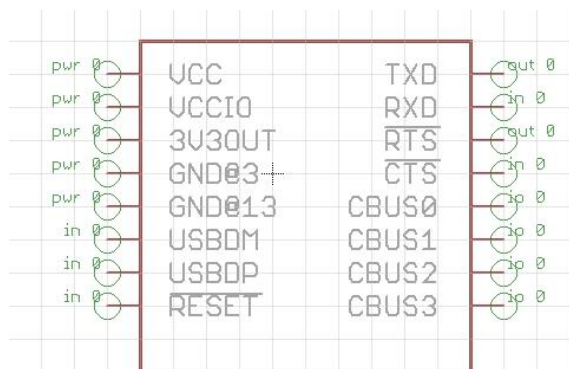 pwr 0 VCC TXD out 0
pwr 0 VCCIO RXD in 0
pwr 0 3V3OUT RTS out 0
pwr 0 GND@3 CTS in 0
pwr 0 GND@13 CBUS0 io 0
in 0 USBDM CBUS1 io 0
in 0 USBDP CBUS2 io 0
in 0 RESET CBUS3 io 0